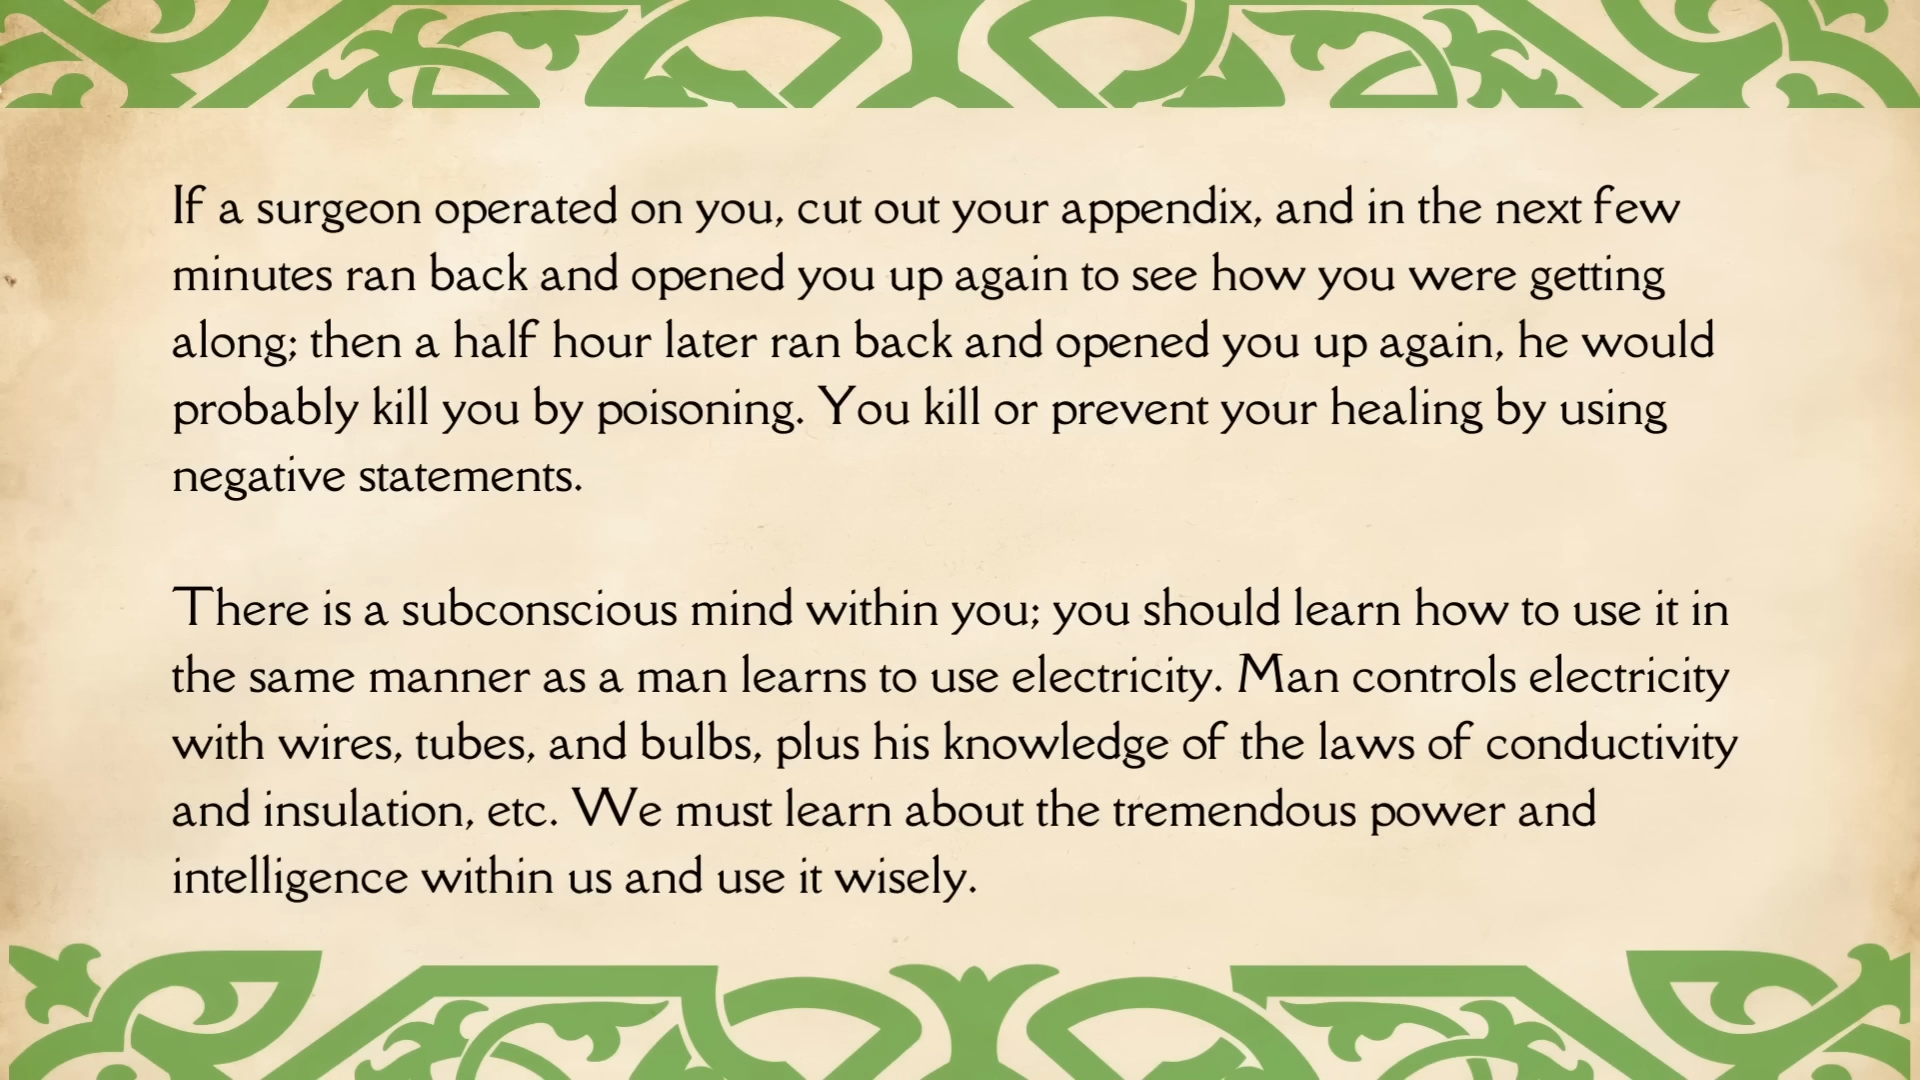 If a surgeon operated on you, cut out your appendix, and in the next few
minutes ran back and opened you up again to see how you were getting
along; then a half hour later ran back and opened you up again, he would
probably kill you by poisoning. You kill or prevent your healing by using
negative statements.
There is a subconscious mind within you; you should learn how to use it in
the same manner as a man learns to use electricity. Man controls electricity
with wires, tubes, and bulbs, plus his knowledge of the laws of conductivity
and insulation, etc. We must learn about the tremendous power and
intelligence within us and use it wisely.